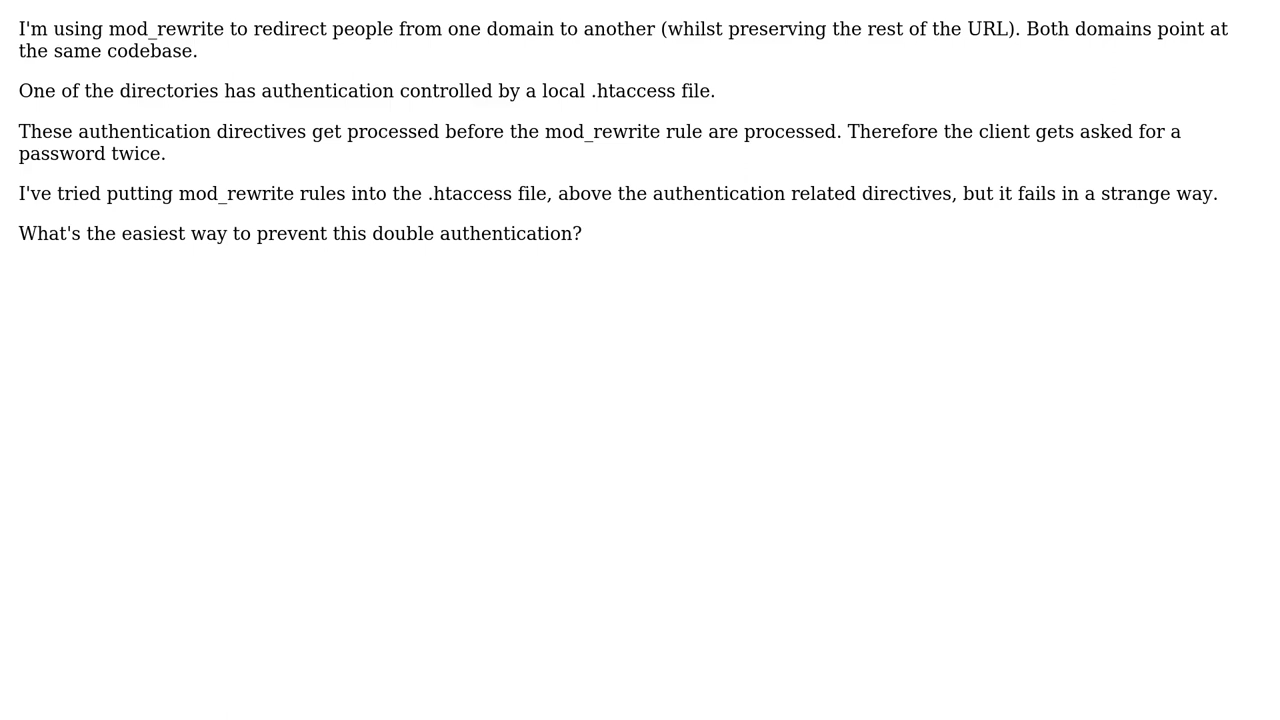 I'm using mod_rewrite to redirect people from one domain to another (whilst preserving the rest of the URL). Both domains point at
the same codebase.
One of the directories has authentication controlled by a local .htaccess file.
These authentication directives get processed before the mod_rewrite rule are processed. Therefore the client gets asked for a
password twice.
I've tried putting mod_rewrite rules into the .htaccess file, above the authentication related directives, but it fails in a strange way.
What's the easiest way to prevent this double authentication?